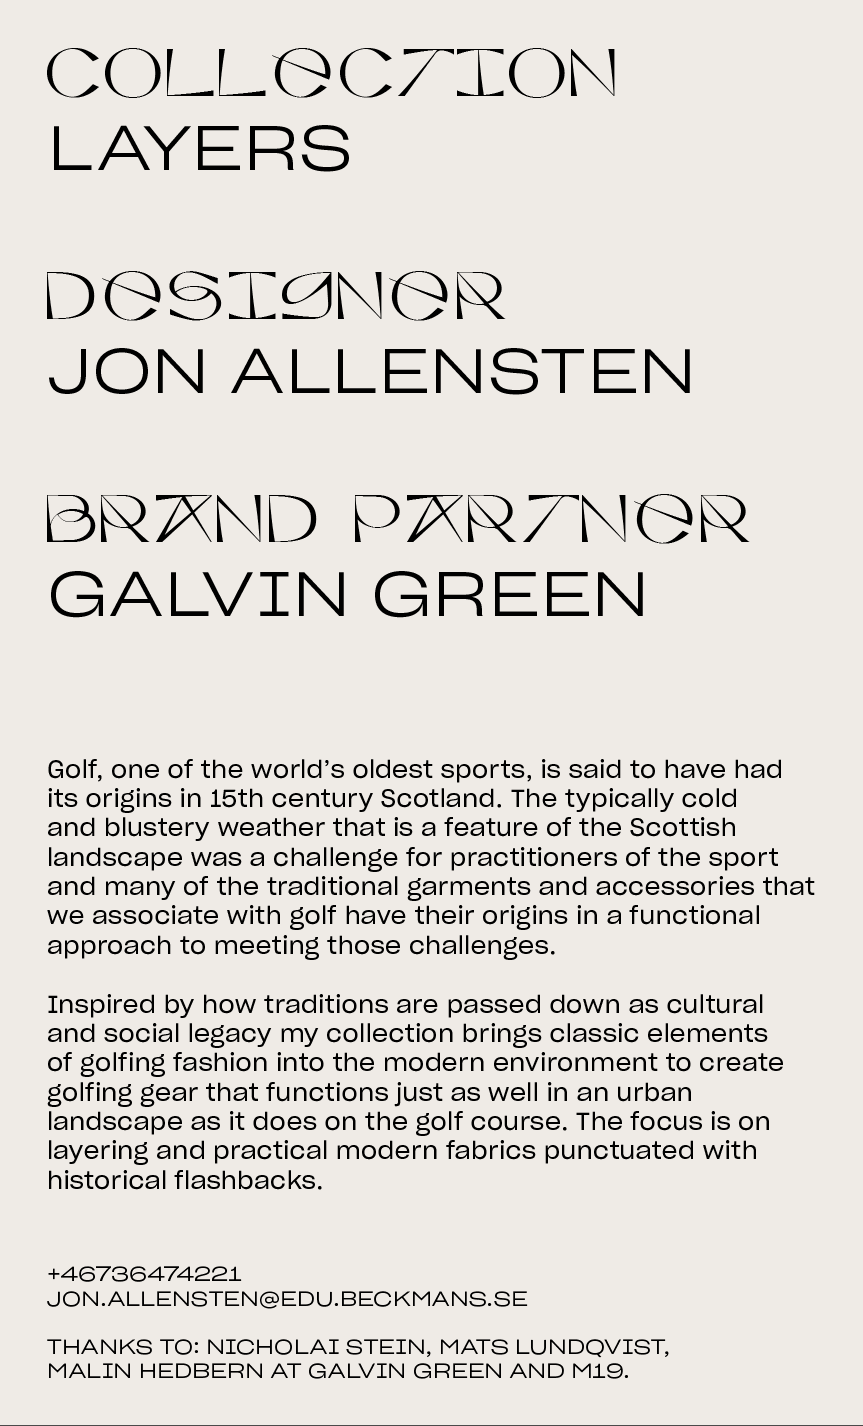 COLLECTION
LAYERS
DESIGNER
JON ALLENSTEN
BRAND PARTNER
GALVIN GREEN
Golf, one of the world’s oldest sports, is said to have had
its origins in 15th century Scotland. The typically cold
and blustery weather that is a feature of the Scottish
landscape was a challenge for practitioners of the sport
and many of the traditional garments and accessories that
we associate with golf have their origins in a functional
approach to meeting those challenges.
Inspired by how traditions are passed down as cultural
and social legacy my collection brings classic elements
of golfing fashion into the modern environment to create
golfing gear that functions just as well in an urban
landscape as it does on the golf course. The focus is on
layering and practical modern fabrics punctuated with
historical flashbacks.
+46736474221
JON.ALLENSTEN@EDU.BECKMANS.SE
THANKS TO: NICHOLAI STEIN, MATS LUNDQVIST,
MALIN HEDBERN AT GALVIN GREEN AND M19.